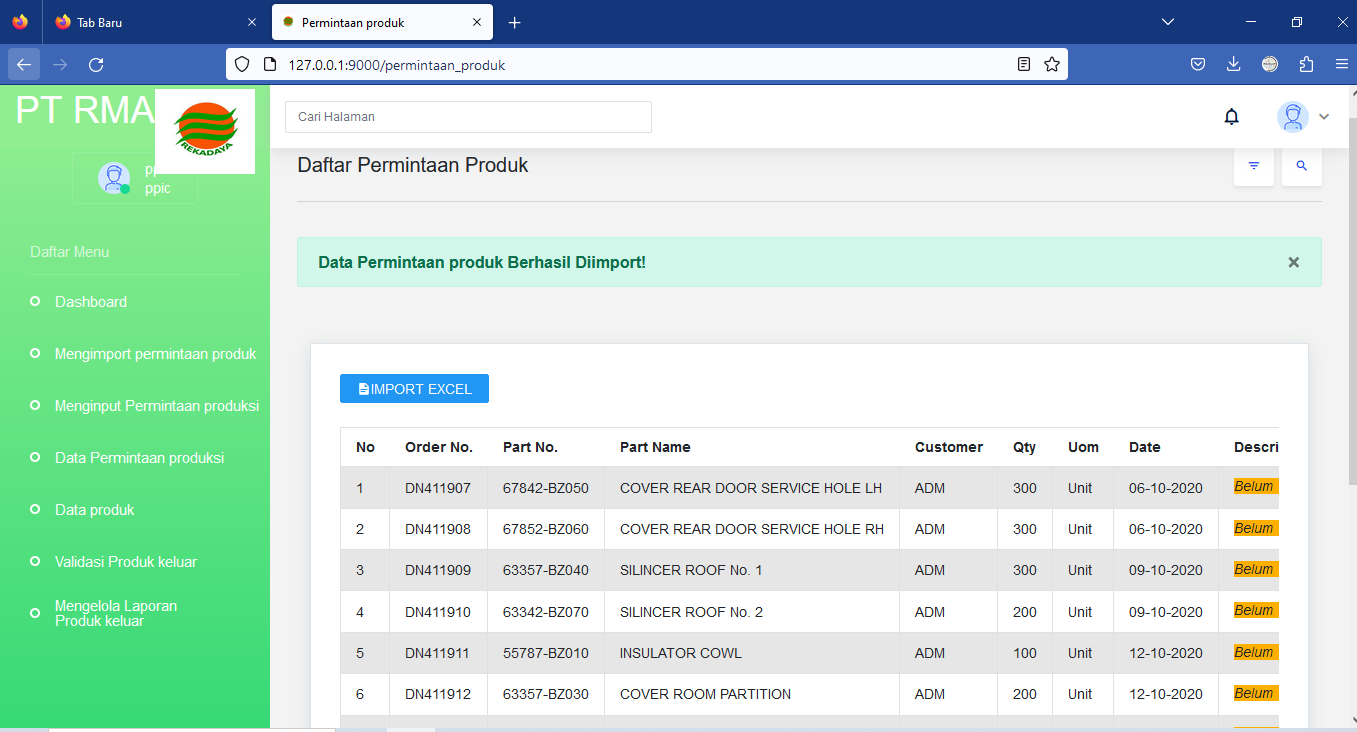 Tab Baru
Permintaan produk
127.0.0.1:9000/permintaan_produk
PT RMA
REKADAYA
ppic
Daftar Menu
Dashboard
Mengimport permintaan produk
Menginput Permintaan produksi
Data Permintaan produksi
Data produk
Validasi Produk keluar
Mengelola Laporan
Produk keluar
Cari Halaman
Daftar Permintaan Produk
Data Permintaan produk Berhasil Diimport!
×
IMPORT EXCEL
No Order No. Part No. Part Name Customer Qty Uom Date Descri
1 DN411907 67842-BZ050 COVER REAR DOOR SERVICE HOLE LH ADM 300 Unit 06-10-2020 Belum
2 DN411908 67852-BZ060 COVER REAR DOOR SERVICE HOLE RH ADM 300 Unit 06-10-2020 Belum
3 DN411909 63357-BZ040 SILINCER ROOF No. 1 ADM 300 Unit 09-10-2020 Belum
4 DN411910 63342-BZ070 SILINCER ROOF No. 2 ADM 200 Unit 09-10-2020 Belum
5 DN411911 55787-BZ010 INSULATOR COWL ADM 100 Unit 12-10-2020 Belum
6 DN411912 63357-BZ030 COVER ROOM PARTITION ADM 200 Unit 12-10-2020 Belum